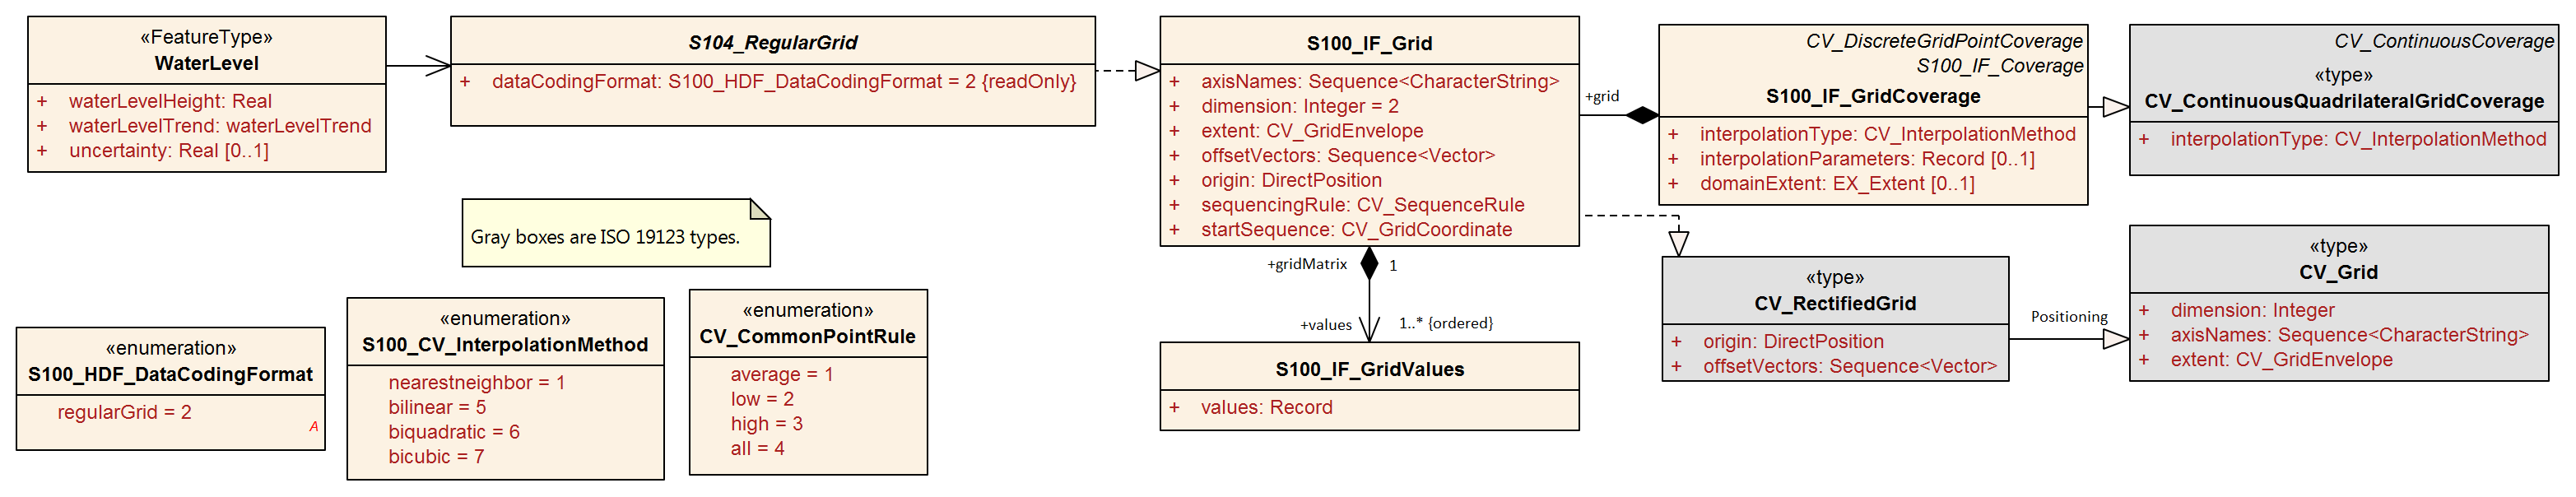 «FeatureType»
WaterLevel
+ waterLevelHeight: Real
+ waterLevelTrend: waterLevelTrend
+ uncertainty: Real [0..1]
S104_RegularGrid
+ dataCodingFormat: S100_HDF_DataCodingFormat = 2 {readOnly}
S100_IF_Grid
+ axisNames: Sequence<CharacterString>
+ dimension: Integer = 2
+ extent: CV_GridEnvelope
+ offsetVectors: Sequence<Vector>
+ origin: DirectPosition
+ sequencingRule: CV_SequenceRule
+ startSequence: CV_GridCoordinate
+grid
CV_DiscreteGridPointCoverage
S100_IF_Coverage
S100_IF_GridCoverage
+ interpolationType: CV_InterpolationMethod
+ interpolationParameters: Record [0..1]
+ domainExtent: EX_Extent [0..1]
CV_ContinuousCoverage
«type»
CV_ContinuousQuadrilateralGridCoverage
+ interpolationType: CV_InterpolationMethod
Gray boxes are ISO 19123 types.
+gridMatrix 1
+values 1..* {ordered}
S100_IF_GridValues
+ values: Record
«type»
CV_RectifiedGrid
+ origin: DirectPosition
+ offsetVectors: Sequence<Vector>
Positioning
«type»
CV_Grid
+ dimension: Integer
+ axisNames: Sequence<CharacterString>
+ extent: CV_GridEnvelope
«enumeration»
S100_HDF_DataCodingFormat
regularGrid = 2
A
«enumeration»
S100_CV_InterpolationMethod
nearestneighbor = 1
bilinear = 5
biquadratic = 6
bicubic = 7
«enumeration»
CV_CommonPointRule
average = 1
low = 2
high = 3
all = 4